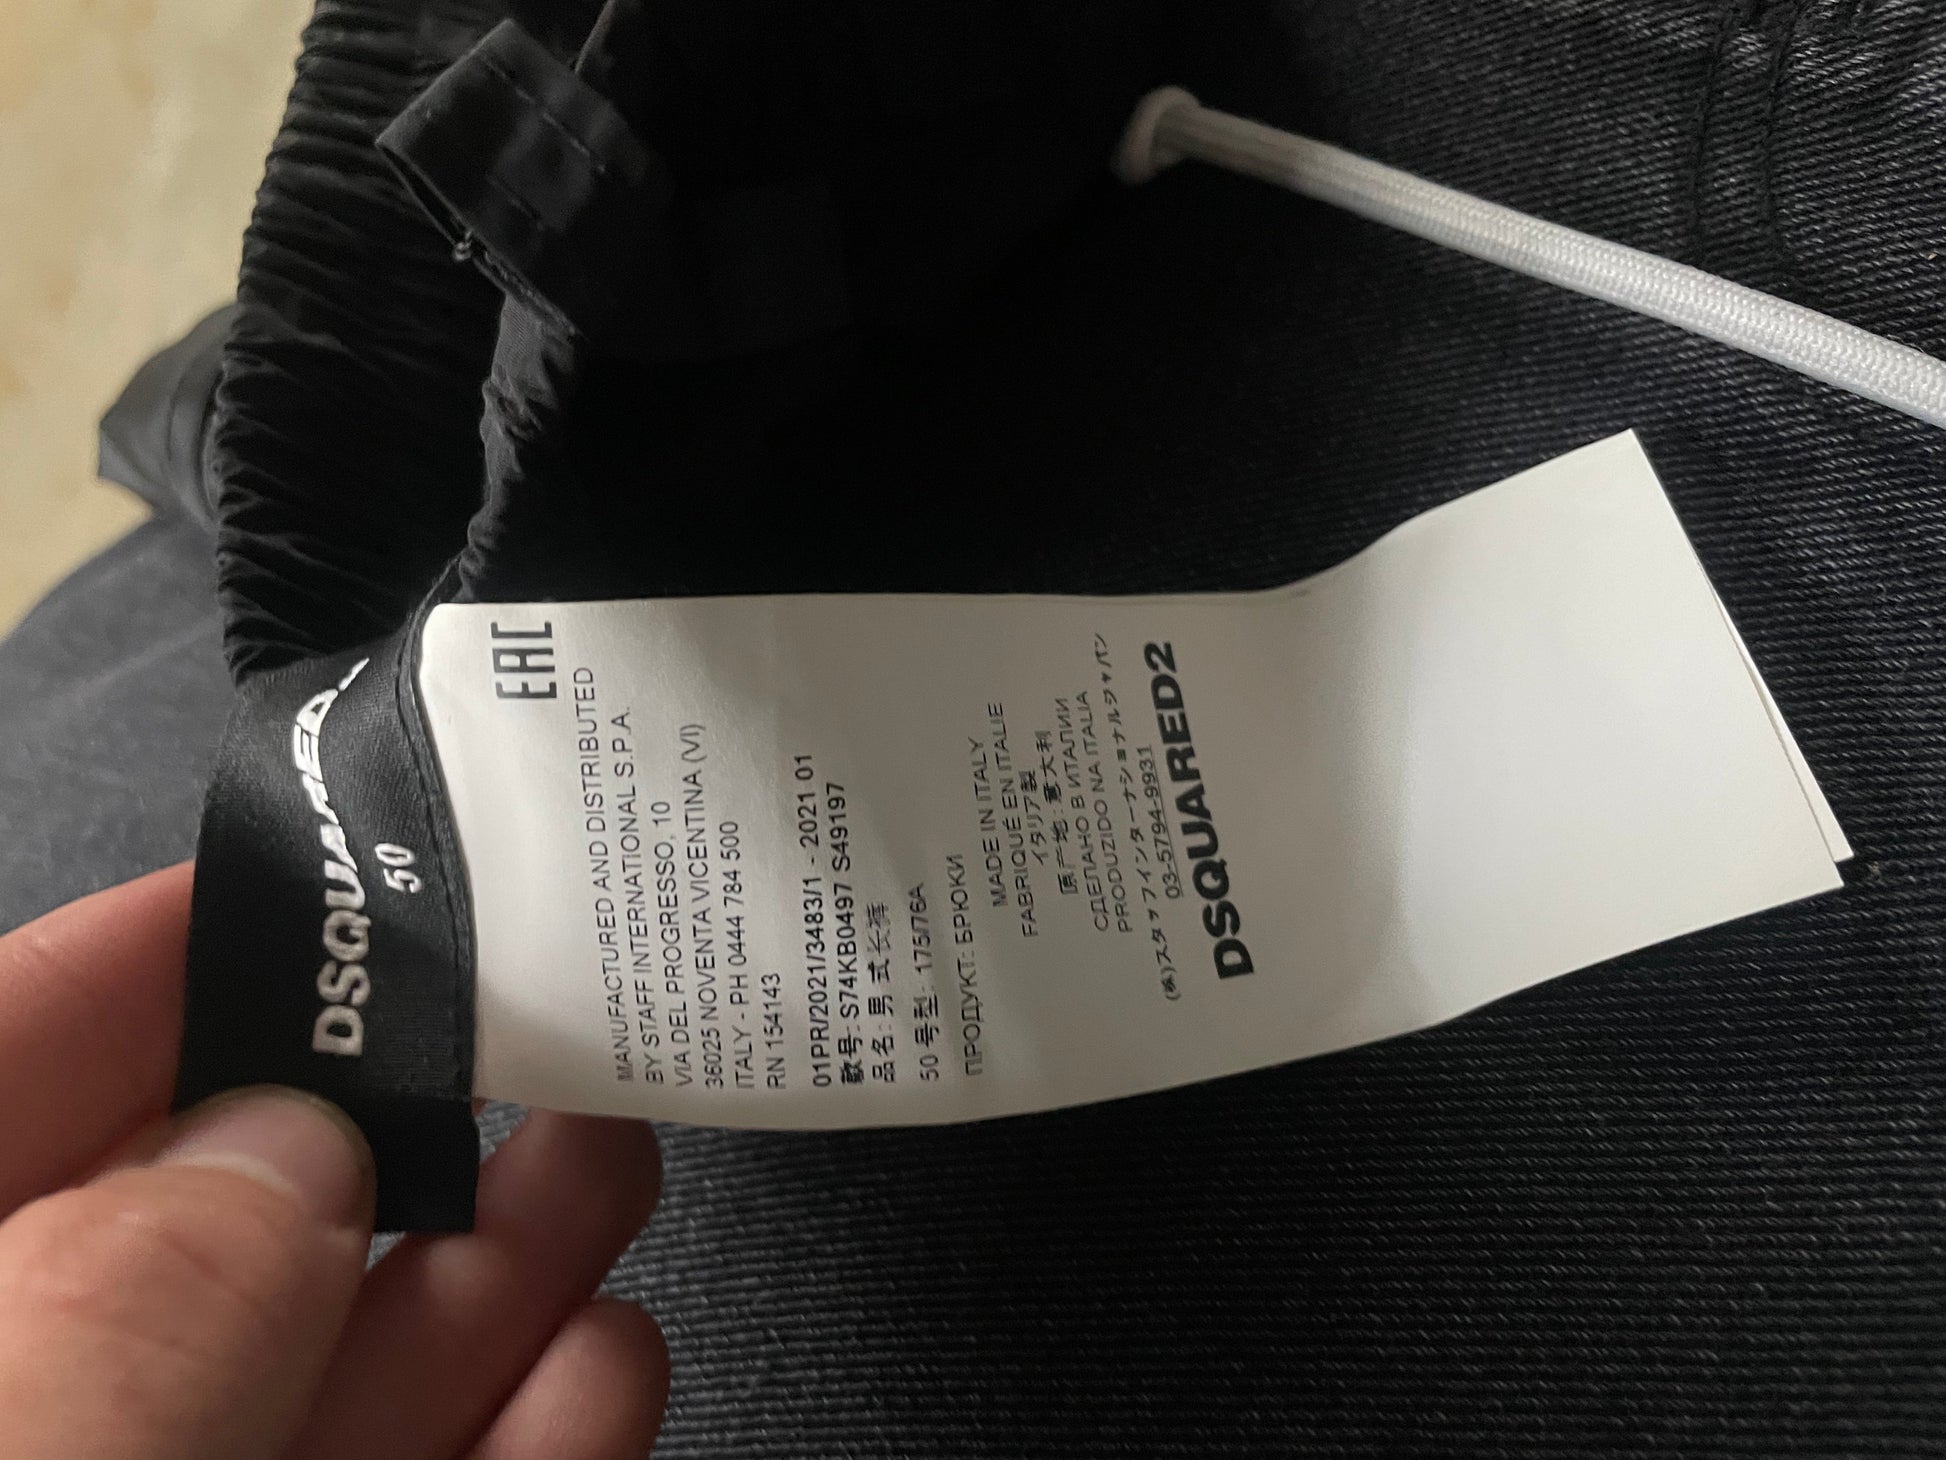 DSQUARED
50
EAC
MANUFACTURED AND DISTRIBUTED
BY STAFF INTERNATIONAL S.P.A.
VIA DEL PROGRESSO, 10
36025 NOVENTA VICENTINA (VI)
ITALY - PH 0444 784 500
RN 154143
01PR/2021/3483/1 - 2021 01
款号: S74KB0497 S49197
品名: 男式长裤
50 号型: 175/76A
ПРОДУКТ: БРЮКИ
MADE IN ITALY
FABRIQUÉ EN ITALIE
イタリア製
原产地: 意大利
СДЕЛАНО В ИТАЛИИ
PRODUZIDO NA ITALIA
(株)スタッフインターナショナルジャパン
03-5794-9931
DSQUARED2